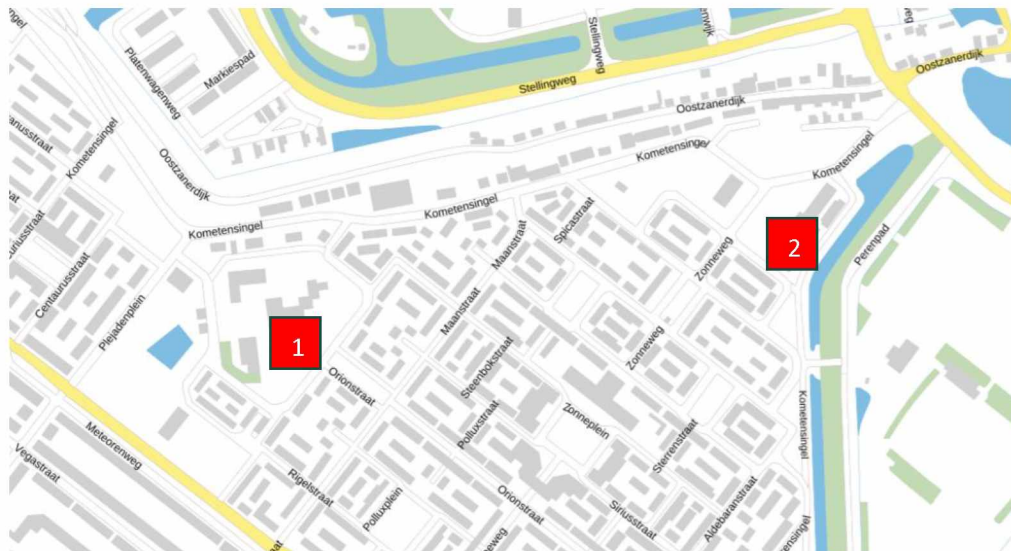 Kometensingel
Platenwagenweg
Markiespad
Stellingweg
Stellingweg
Oostzanerdijk
Oostzanerdijk
Oostzanerdijk
Kometensingel
Kometensingel
Kometensingel
Kometensingel
Kometensingel
Maanstraat
Spicastraat
Zonneweg
2
Perenpad
Centaurusstraat
Plejadenplein
1
Maanstraat
Orionstraat
Steenbokstraat
Zonneweg
Zonneplein
Polluxstraat
Sterrenstraat
Kometensingel
Meteorenweg
Vegastraat
Rigelstraat
Polluxplein
Orionstraat
Siriusstraat
Aldebaranstraat